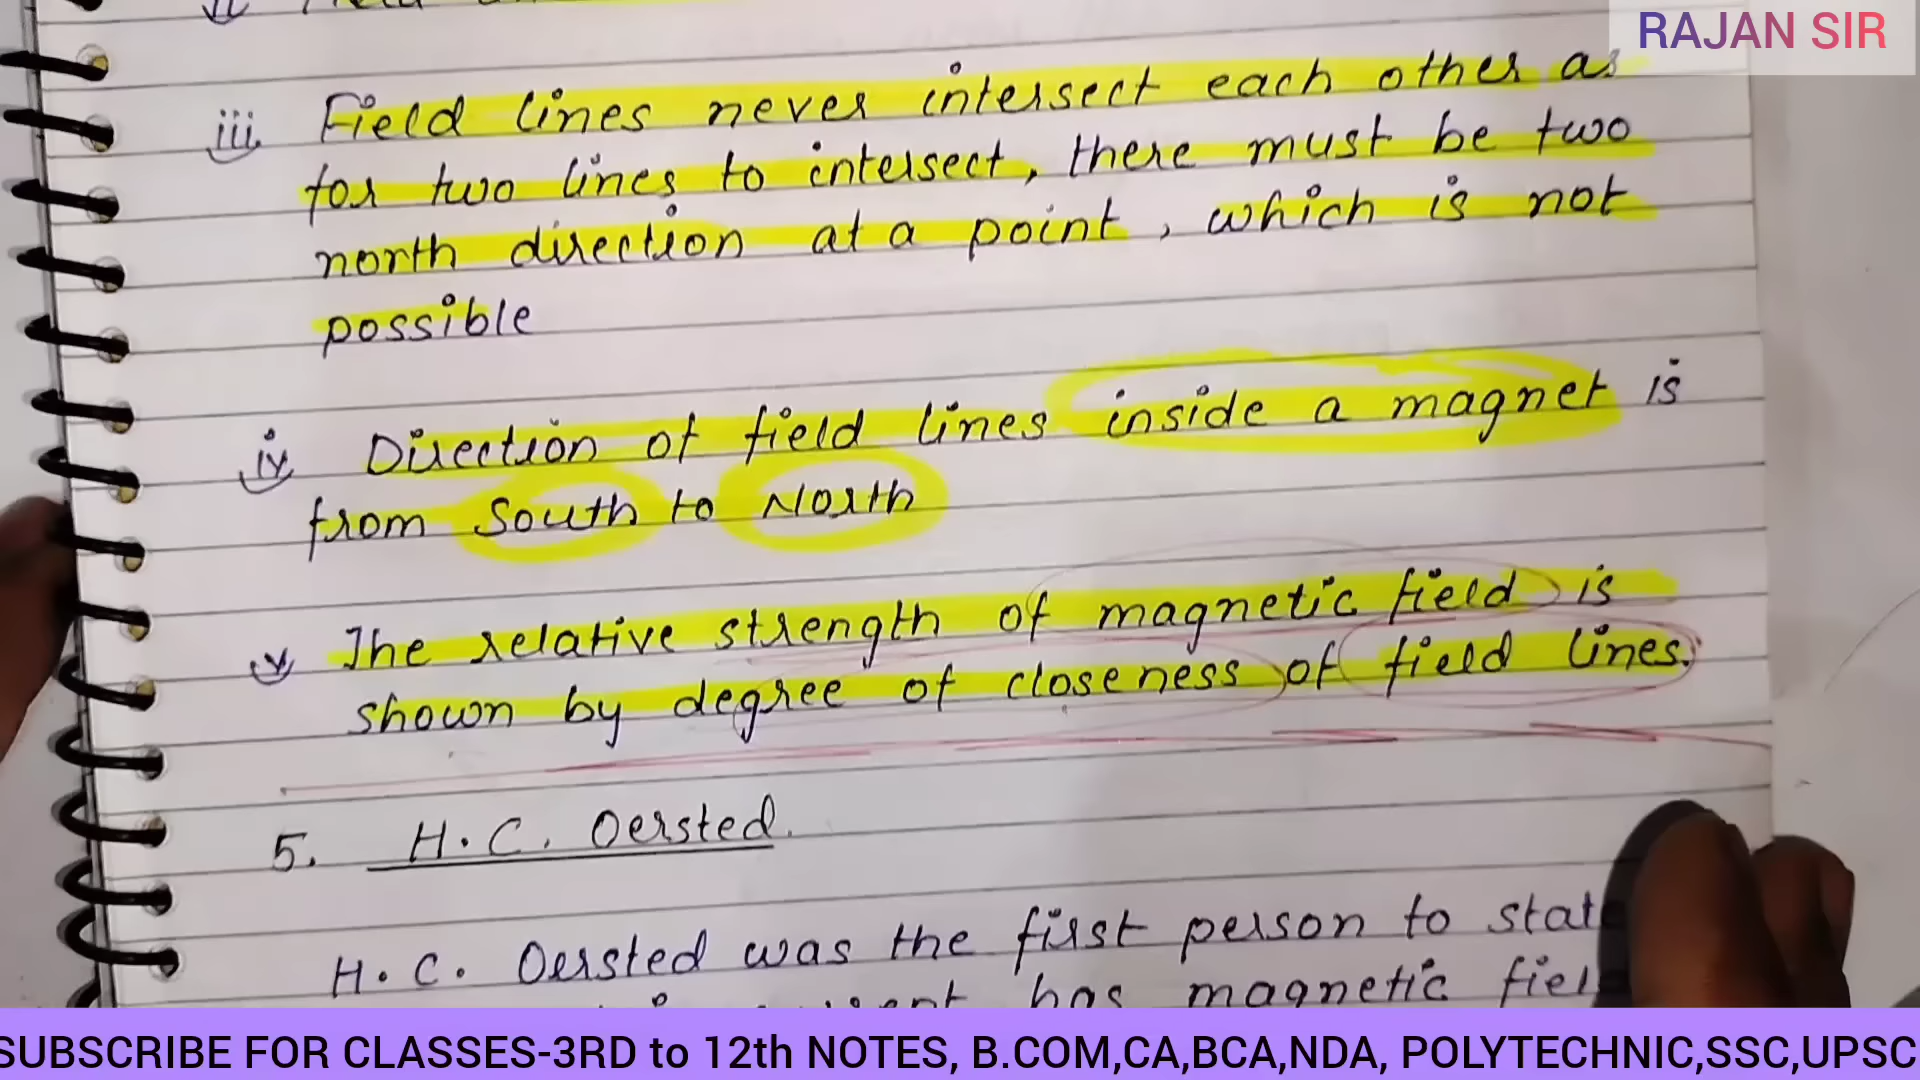 RAJAN SIR
iii Field lines never intersect each other as
for two lines to intersect, there must be two
north direction at a point, which is not
possible
iv Direction of field lines inside a magnet is
from South to North
v The relative strength of magnetic field is
shown by degree of closeness of field lines.
5. H.C. Oersted.
H.C. Oersted was the first person to state
has magnetic
SUBSCRIBE FOR CLASSES-3RD to 12th NOTES, B.COM,CA,BCA,NDA, POLYTECHNIC,SSC,UPSC